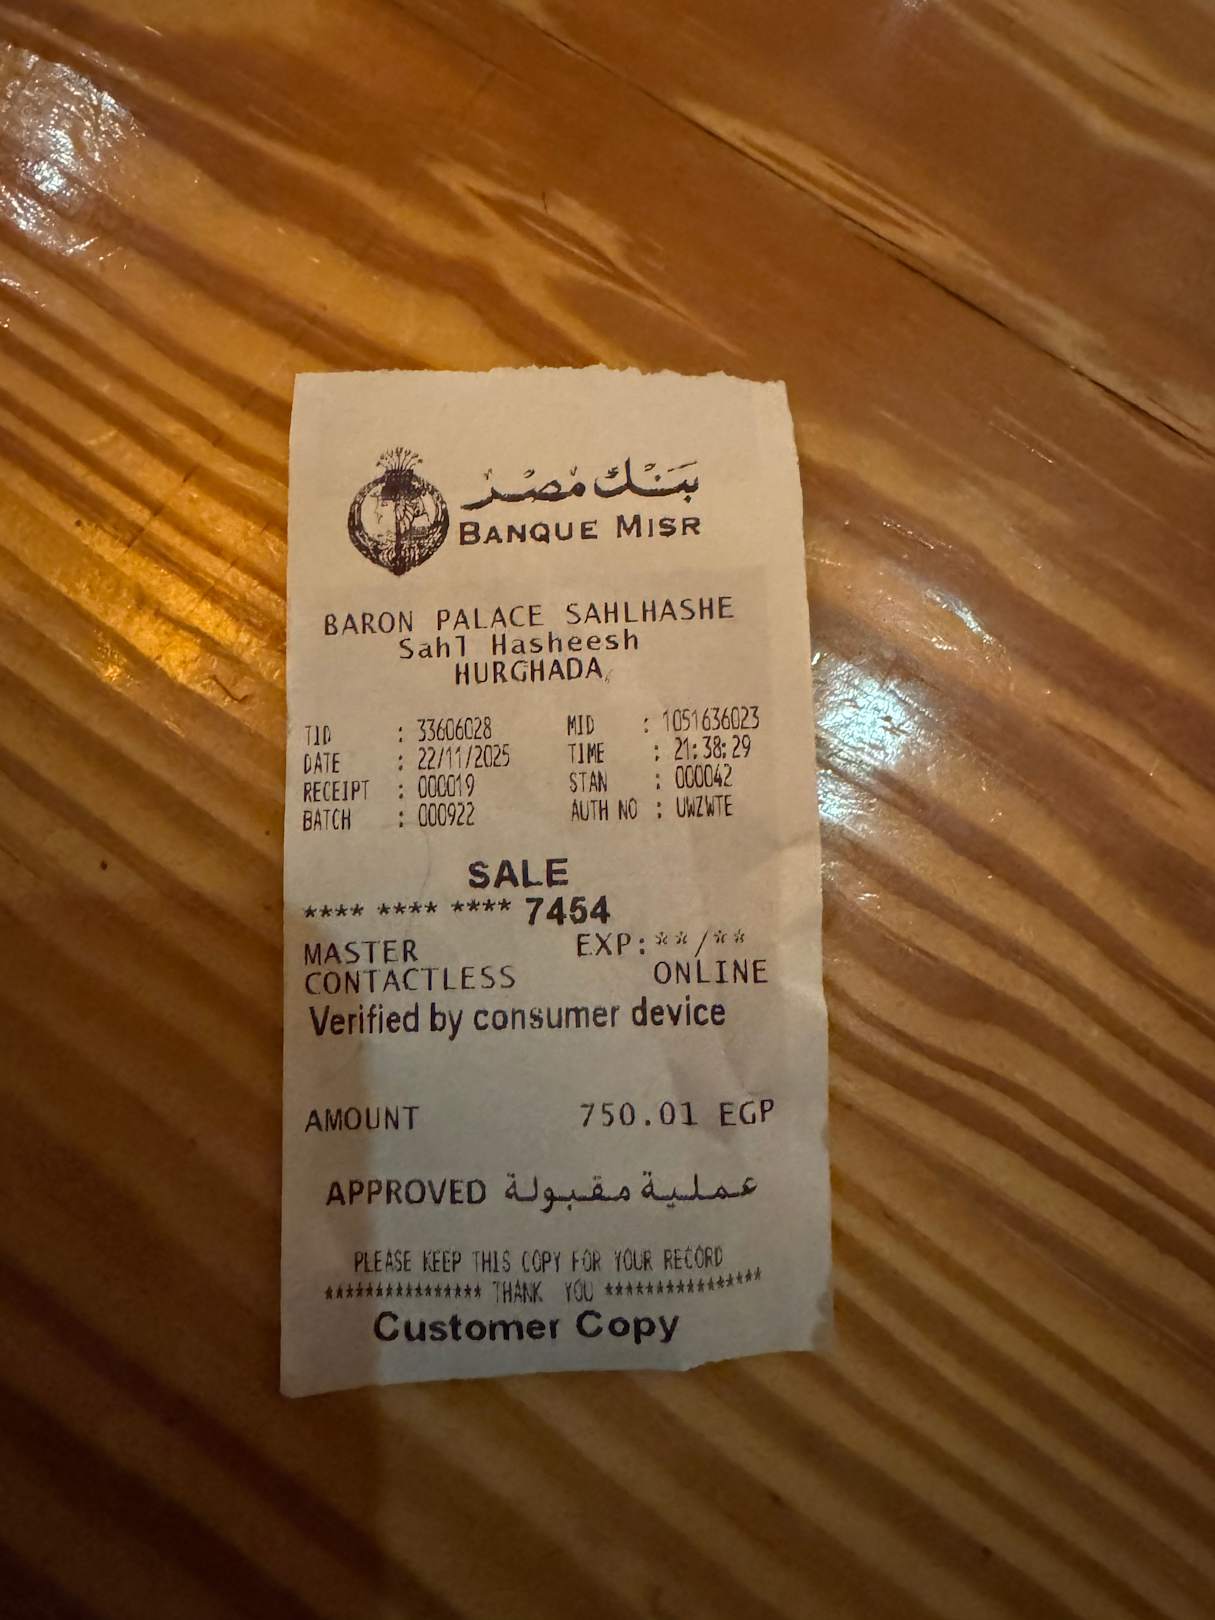 بنك مصر
BANQUE MISR
BARON PALACE SAHLHASHE
Sahl Hasheesh
HURGHADA
TID : 33606028 MID : 1051636023
DATE : 22/11/2025 TIME : 21:38:29
RECEIPT : 000019 STAN : 000042
BATCH : 000922 AUTH NO : UWZWTE
SALE
**** **** **** 7454
MASTER EXP:**/**
CONTACTLESS ONLINE
Verified by consumer device
AMOUNT 750.01 EGP
APPROVED عملية مقبولة
PLEASE KEEP THIS COPY FOR YOUR RECORD
*************** THANK YOU ***************
Customer Copy